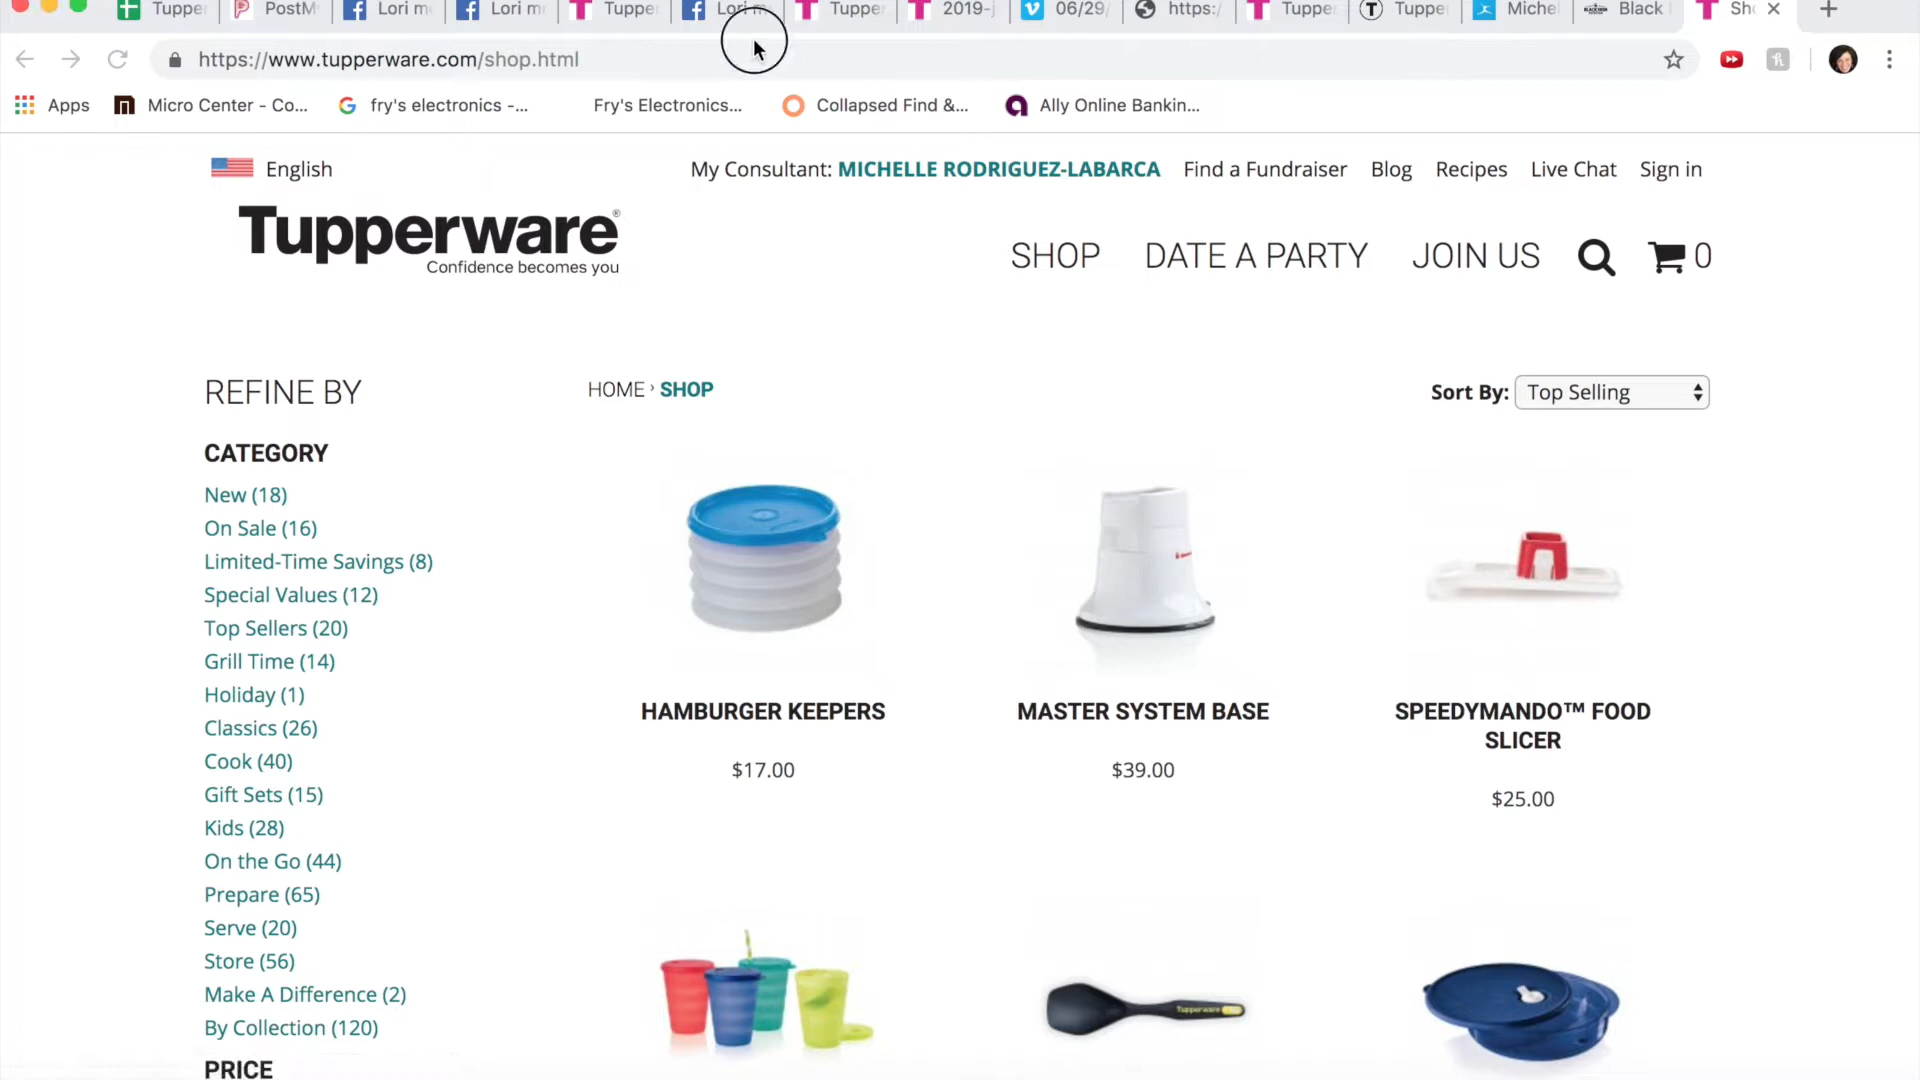 Tupper
PostM
Lori m
Lori m
Tupper
Lori m
Tupper
2019-j
06/29/
https:/
Tupper
Tupper
Michel
Black
Sho
https://www.tupperware.com/shop.html
Apps
Micro Center - Co...
fry's electronics -...
Fry's Electronics...
Collapsed Find &...
Ally Online Bankin...
English
My Consultant: MICHELLE RODRIGUEZ-LABARCA
Find a Fundraiser
Blog
Recipes
Live Chat
Sign in
Tupperware®
Confidence becomes you
SHOP
DATE A PARTY
JOIN US
0
REFINE BY
HOME › SHOP
Sort By: Top Selling
CATEGORY
New (18)
On Sale (16)
Limited-Time Savings (8)
Special Values (12)
Top Sellers (20)
Grill Time (14)
Holiday (1)
Classics (26)
Cook (40)
Gift Sets (15)
Kids (28)
On the Go (44)
Prepare (65)
Serve (20)
Store (56)
Make A Difference (2)
By Collection (120)
PRICE
HAMBURGER KEEPERS
$17.00
MASTER SYSTEM BASE
$39.00
SPEEDYMANDO™ FOOD
SLICER
$25.00
Tupperware